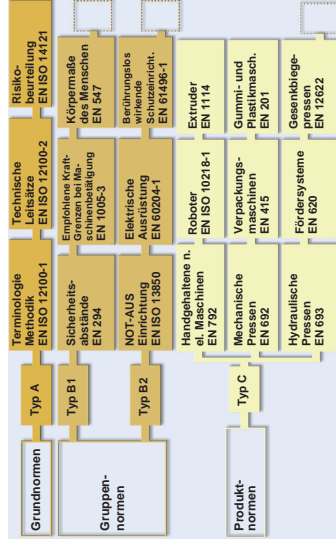 Grundnormen
Typ A
Terminologie
Methodik
EN ISO 12100-1
Technische
Leitsätze
EN ISO 12100-2
Risiko-
beurteilung
EN ISO 14121
Gruppen-
normen
Typ B1
Sicherheits-
abstände
EN 294
Empfohlene Kraft-
Grenzen bei Ma-
schinenbetätigung
EN 1005-3
Körpermaße
des Menschen
EN 547
Typ B2
NOT-AUS
Einrichtung
EN ISO 13850
Elektrische
Ausrüstung
EN 60204-1
Berührungslos
wirkende
Schutzeinricht.
EN 61496-1
Produkt-
normen
Typ C
Handgehaltene n.
el. Maschinen
EN 792
Roboter
EN ISO 10218-1
Extruder
EN 1114
Mechanische
Pressen
EN 692
Verpackungs-
maschinen
EN 415
Gummi- und
Plastikmasch.
EN 201
Hydraulische
Pressen
EN 693
Fördersysteme
EN 620
Gesenkbiege-
pressen
EN 12622